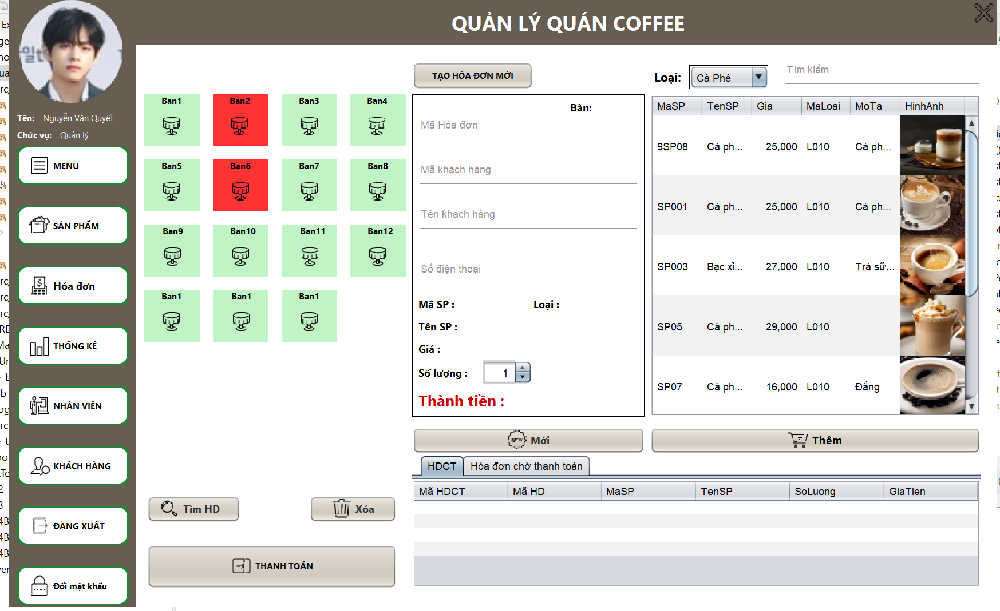 QUẢN LÝ QUÁN COFFEE
Tên: Nguyễn Văn Quyết
Chức vụ: Quản lý
MENU
SẢN PHẨM
Hóa đơn
THỐNG KÊ
NHÂN VIÊN
KHÁCH HÀNG
ĐĂNG XUẤT
Đổi mật khẩu
Ban1 Ban2 Ban3 Ban4
Ban5 Ban6 Ban7 Ban8
Ban9 Ban10 Ban11 Ban12
Ban1 Ban1 Ban1
Tìm HD
Xóa
THANH TOÁN
TẠO HÓA ĐƠN MỚI
Bàn:
Mã Hóa đơn
Mã khách hàng
Tên khách hàng
Số điện thoại
Mã SP : Loại :
Tên SP :
Giá :
Số lượng : 1
Thành tiền :
NEW Mới
Loại: Cà Phê Tìm kiếm
MaSP TenSP Gia MaLoai MoTa HinhAnh
9SP08 Cà ph... 25,000 L010 Cà ph...
SP001 Cà ph... 25,000 L010 Cà ph...
SP003 Bạc xỉ... 27,000 L010 Trà sữ...
SP05 Cà ph... 29,000 L010
SP07 Cà ph... 16,000 L010 Đắng
Thêm
HDCT Hóa đơn chờ thanh toán
Mã HDCT Mã HD MaSP TenSP SoLuong GiaTien